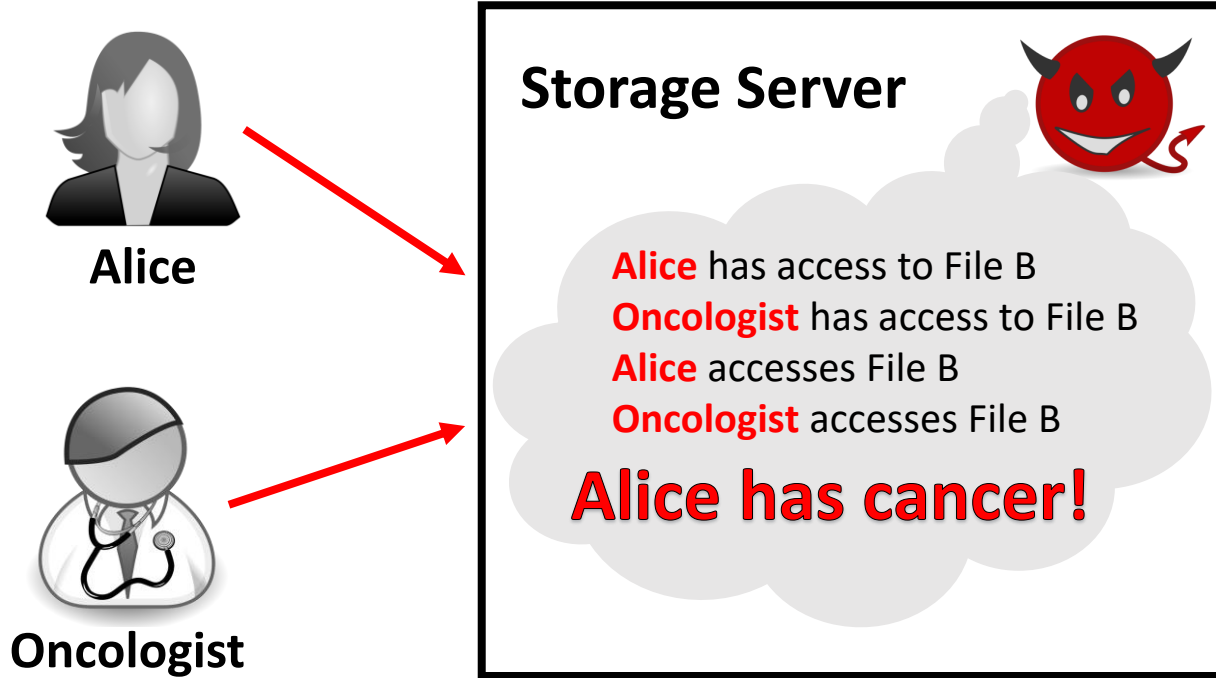 Storage Server
Alice
Alice has access to File B
Oncologist has access to File B
Alice accesses File B
Oncologist accesses File B
Alice has cancer!
Oncologist